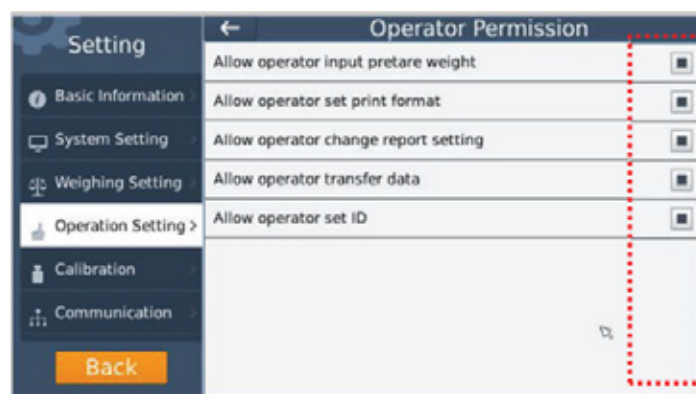 Setting
Basic Information
System Setting
Weighing Setting
Operation Setting >
Calibration
Communication
Back
← Operator Permission
Allow operator input pretare weight
Allow operator set print format
Allow operator change report setting
Allow operator transfer data
Allow operator set ID